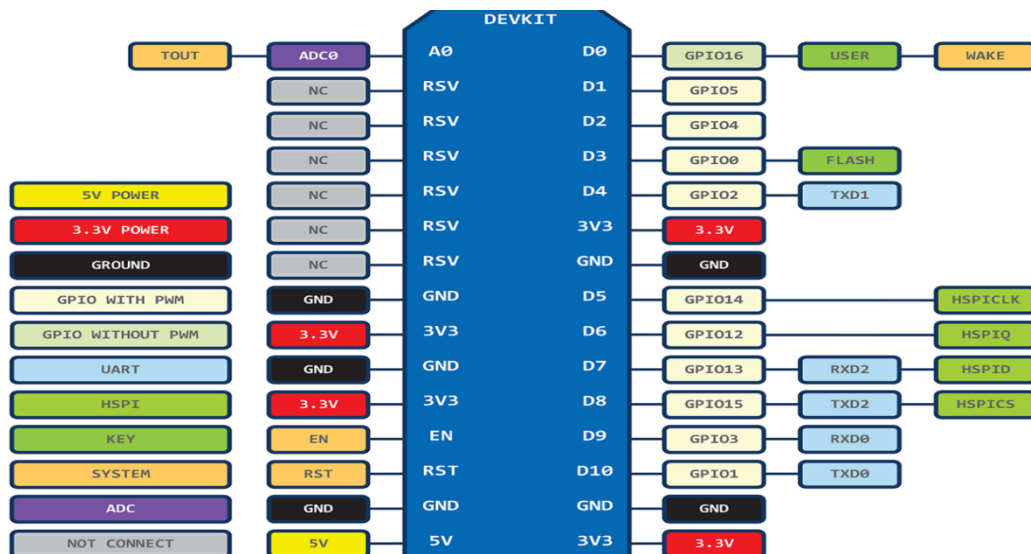 DEVKIT
TOUT ADC0 A0 D0 GPIO16 USER WAKE
NC RSV D1 GPIO5
NC RSV D2 GPIO4
NC RSV D3 GPIO0 FLASH
5V POWER NC RSV D4 GPIO2 TXD1
3.3V POWER NC RSV 3V3 3.3V
GROUND NC RSV GND GND
GPIO WITH PWM GND GND D5 GPIO14 HSPICLK
GPIO WITHOUT PWM 3.3V 3V3 D6 GPIO12 HSPIQ
UART GND GND D7 GPIO13 RXD2 HSPID
HSPI 3.3V 3V3 D8 GPIO15 TXD2 HSPICS
KEY EN EN D9 GPIO3 RXD0
SYSTEM RST RST D10 GPIO1 TXD0
ADC GND GND GND GND
NOT CONNECT 5V 5V 3V3 3.3V